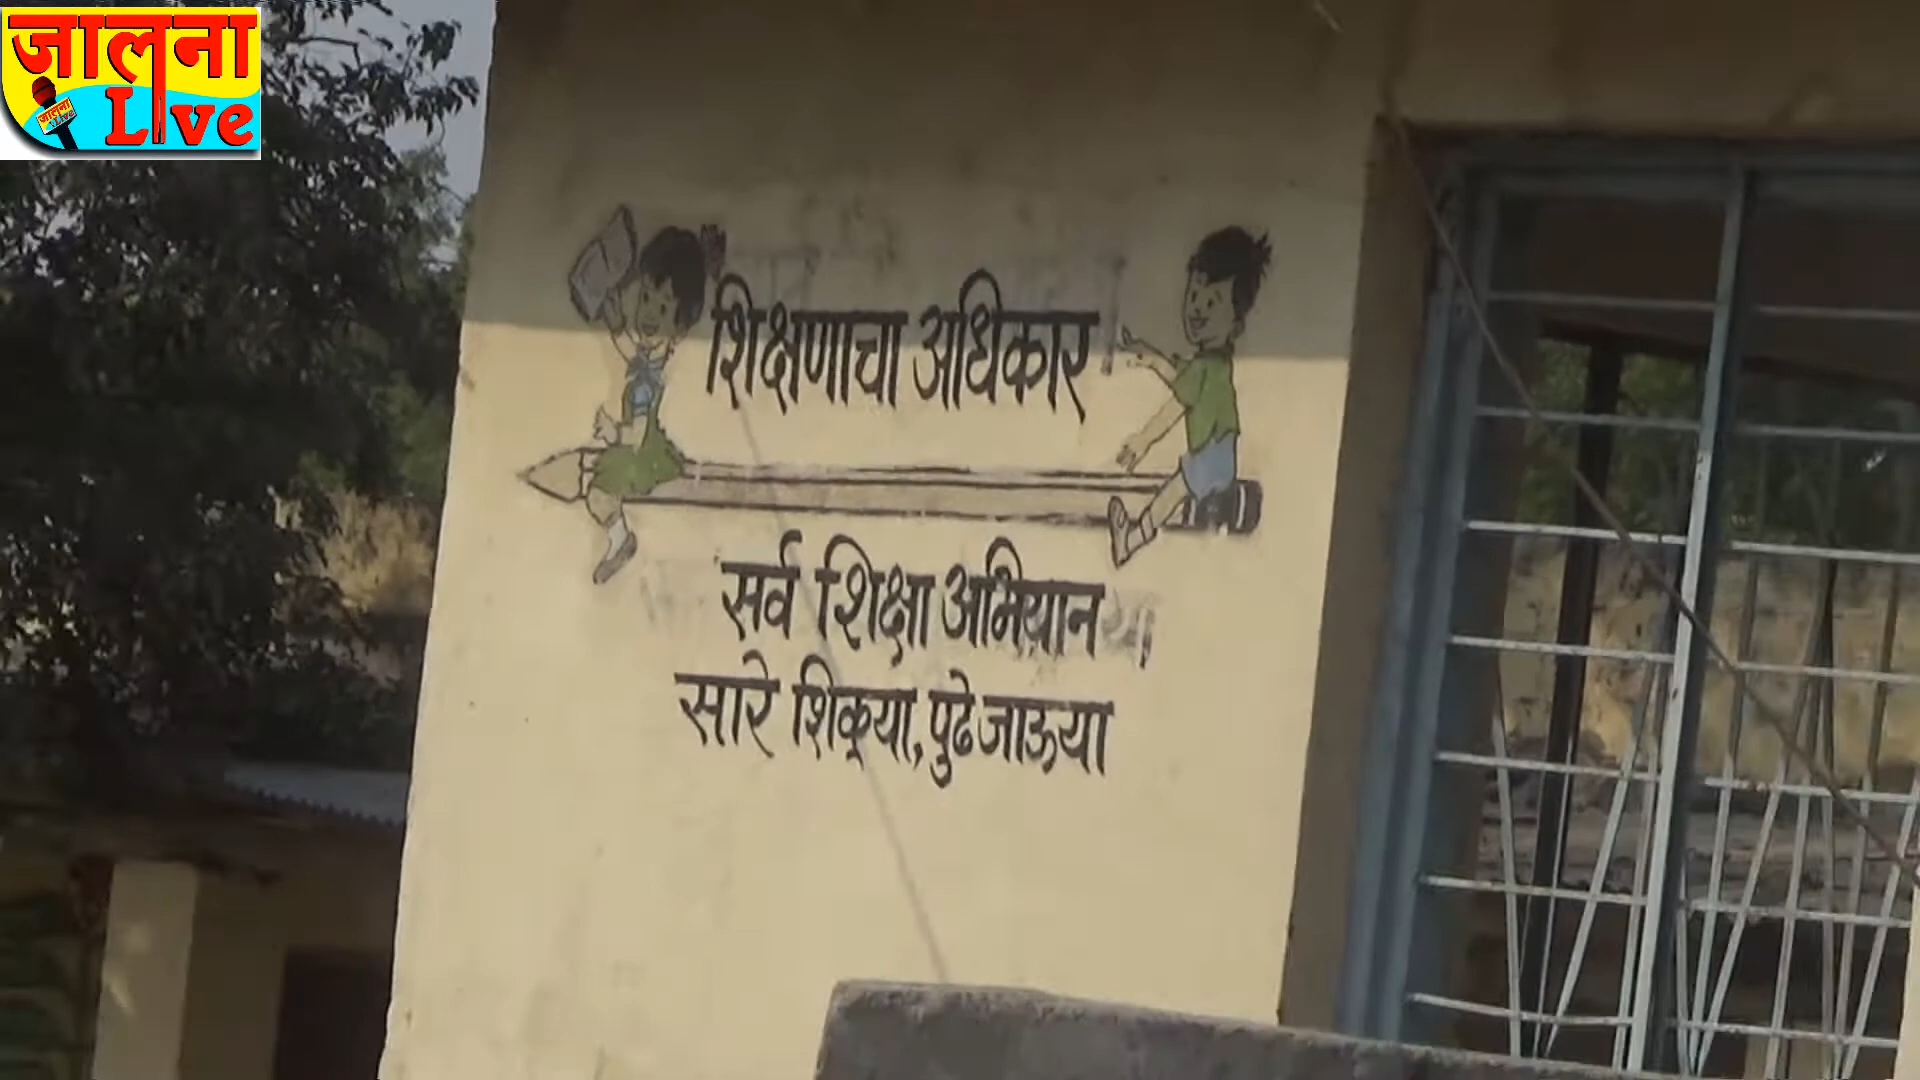 जालना
Live
शिक्षणाचा अधिकार
सर्व शिक्षा अभियान
सारे शिकूया, पुढे जाऊया